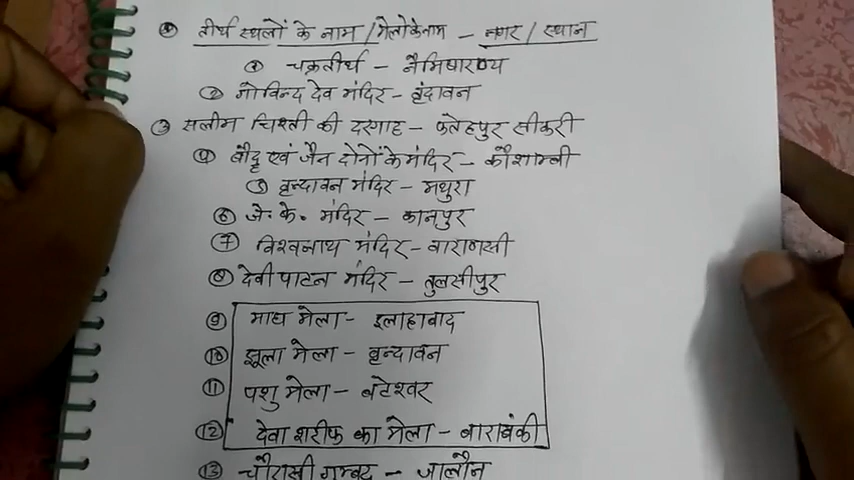 तीर्थ स्थलों के नाम / मेलोकेनाम - नगर / स्थान
① चक्रतीर्थ - नैमिषारण्य
② गोविन्द देव मंदिर - वृंदावन
③ सलीम चिश्ती की दरगाह - फतेहपुर सीकरी
④ बौद्ध एवं जैन दोनों के मंदिर - कौशाम्बी
⑤ वृन्दावन मंदिर - मथुरा
⑥ जे. के. मंदिर - कानपुर
⑦ विश्वनाथ मंदिर - वाराणसी
⑧ देवी पाटन मंदिर - तुलसीपुर
⑨ माघ मेला - इलाहाबाद
⑩ झूला मेला - वृन्दावन
⑪ पशु मेला - बटेश्वर
⑫ देवा शरीफ का मेला - बाराबंकी
⑬ चौरासी गुम्बद - जालौन